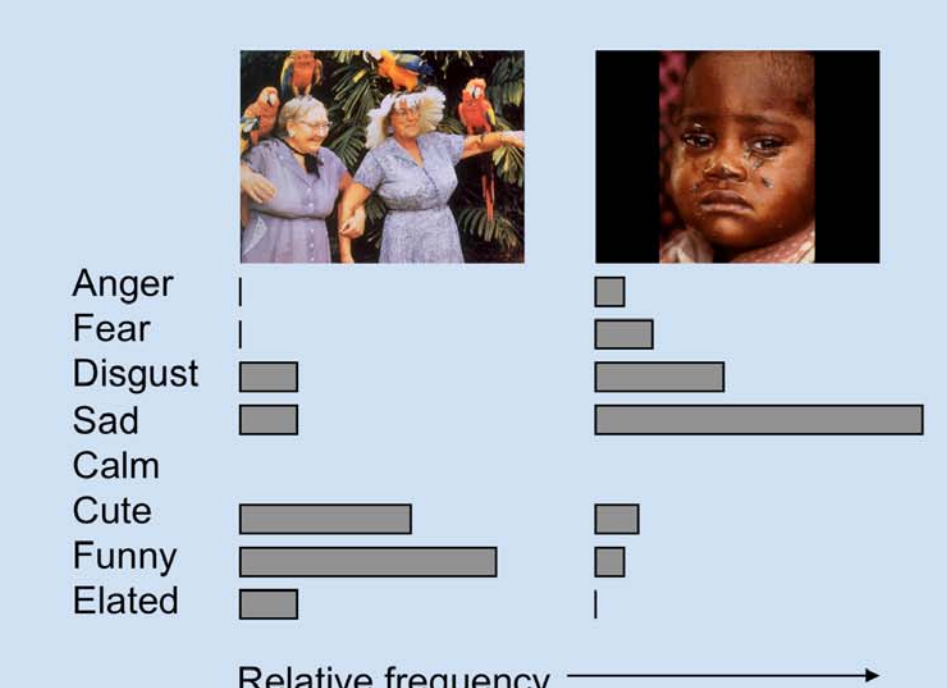 Anger
Fear
Disgust
Sad
Calm
Cute
Funny
Elated
Relative frequency